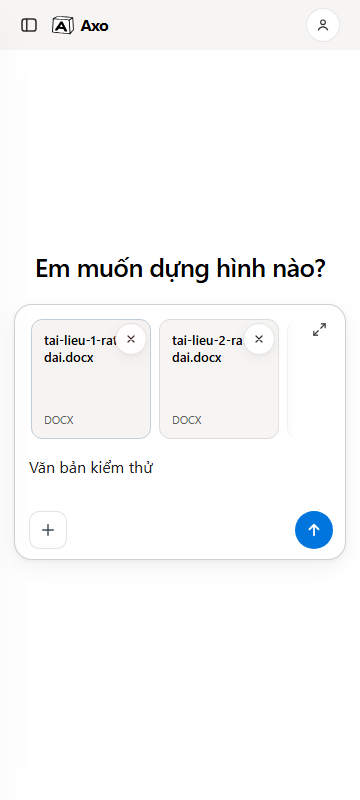 Axo
Em muốn dựng hình nào?
tai-lieu-1-rat
dai.docx
DOCX
tai-lieu-2-ra
dai.docx
DOCX
Văn bản kiểm thử